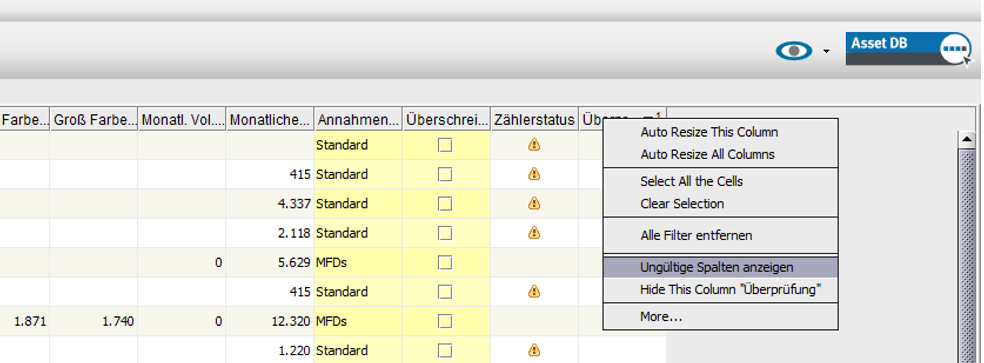 Asset DB
Farbe... Groß Farbe... Monatl. Vol.... Monatliche... Annahmen... Überschrei... Zählerstatus
Standard
415 Standard
4.337 Standard
2.118 Standard
0 5.629 MFDs
415 Standard
1.871 1.740 0 12.320 MFDs
1.220 Standard
Auto Resize This Column
Auto Resize All Columns
Select All the Cells
Clear Selection
Alle Filter entfernen
Ungültige Spalten anzeigen
Hide This Column "Überprüfung"
More...